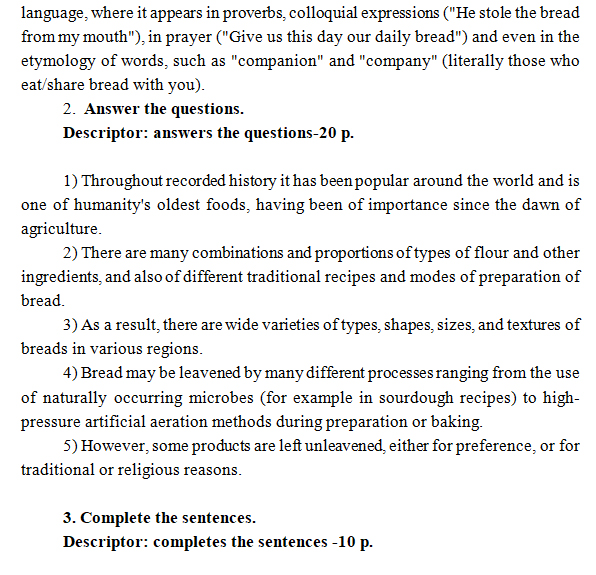 language, where it appears in proverbs, colloquial expressions ("He stole the bread
from my mouth"), in prayer ("Give us this day our daily bread") and even in the
etymology of words, such as "companion" and "company" (literally those who
eat/share bread with you).
2. Answer the questions.
Descriptor: answers the questions-20 p.
1) Throughout recorded history it has been popular around the world and is
one of humanity's oldest foods, having been of importance since the dawn of
agriculture.
2) There are many combinations and proportions of types of flour and other
ingredients, and also of different traditional recipes and modes of preparation of
bread.
3) As a result, there are wide varieties of types, shapes, sizes, and textures of
breads in various regions.
4) Bread may be leavened by many different processes ranging from the use
of naturally occurring microbes (for example in sourdough recipes) to high-
pressure artificial aeration methods during preparation or baking.
5) However, some products are left unleavened, either for preference, or for
traditional or religious reasons.
3. Complete the sentences.
Descriptor: completes the sentences -10 p.